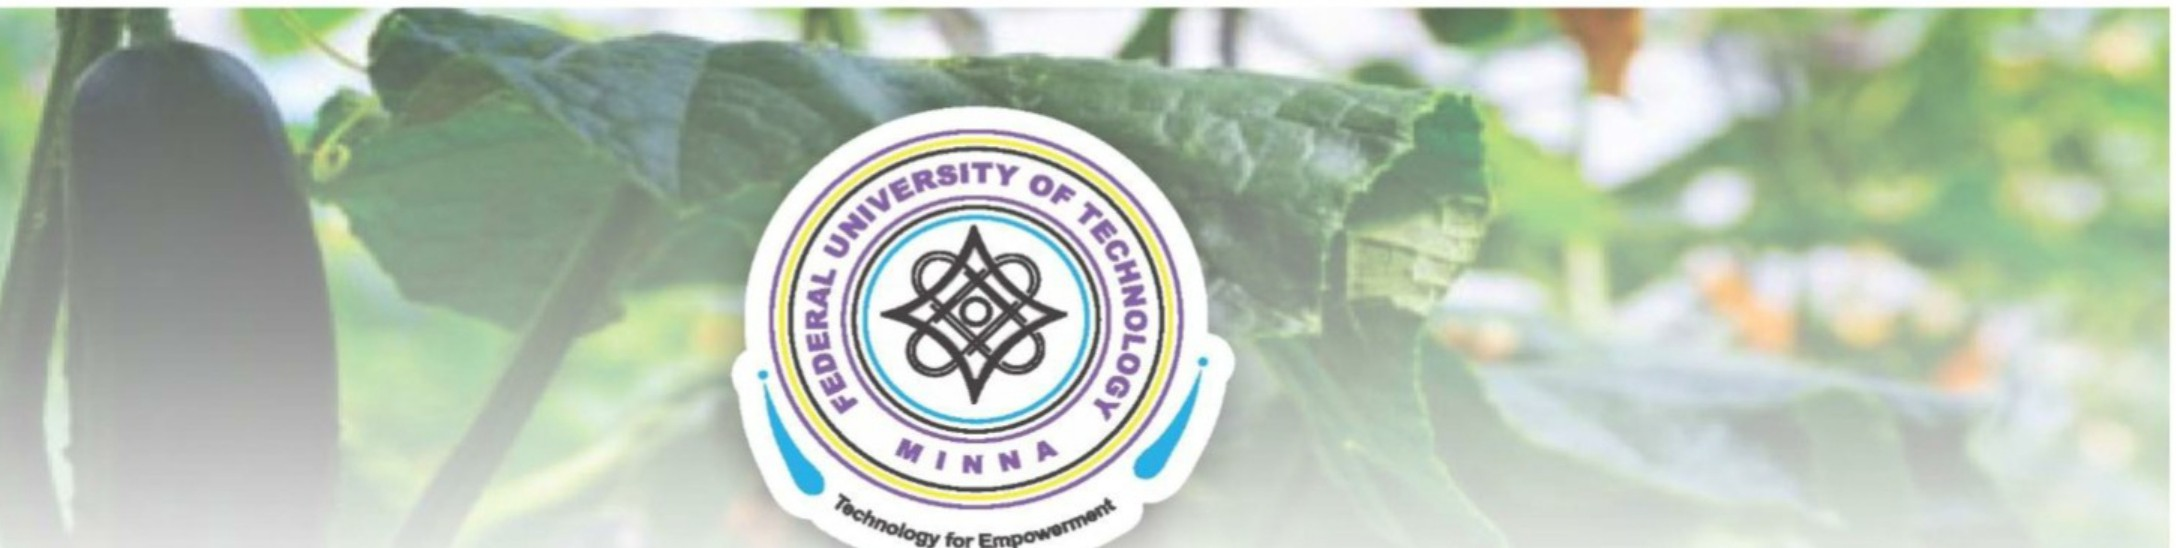 FEDERAL UNIVERSITY OF TECHNOLOGY
MINNA
Technology for Empowerment